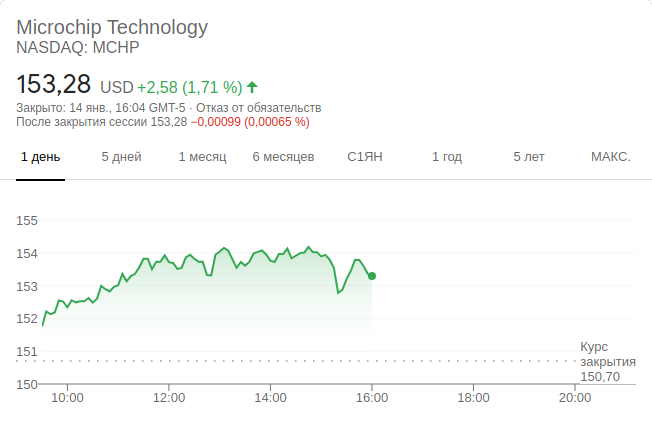 Microchip Technology
NASDAQ: MCHP
153,28 USD +2,58 (1,71 %)
Закрыто: 14 янв., 16:04 GMT-5 · Отказ от обязательств
После закрытия сессии 153,28 −0,00099 (0,00065 %)
1 день 5 дней 1 месяц 6 месяцев С1ЯН 1 год 5 лет МАКС.
155
154
153
152
151
150
Курс
закрытия
150,70
10:00 12:00 14:00 16:00 18:00 20:00